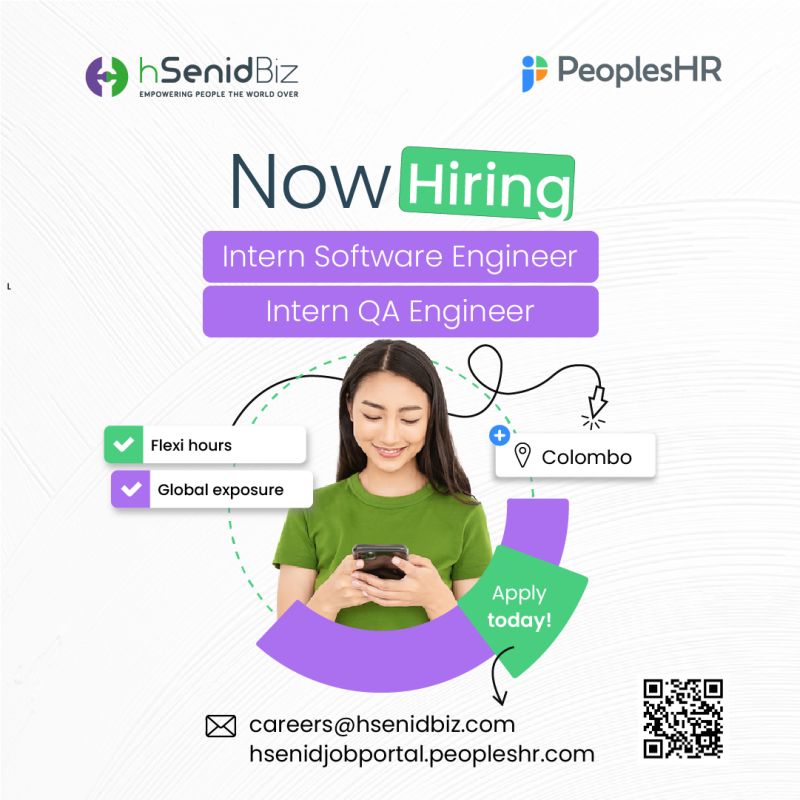 hSenidBiz
EMPOWERING PEOPLE THE WORLD OVER
PeoplesHR
Now Hiring
Intern Software Engineer
Intern QA Engineer
L
Flexi hours
Global exposure
Colombo
Apply
today!
careers@hsenidbiz.com
hsenidjobportal.peopleshr.com